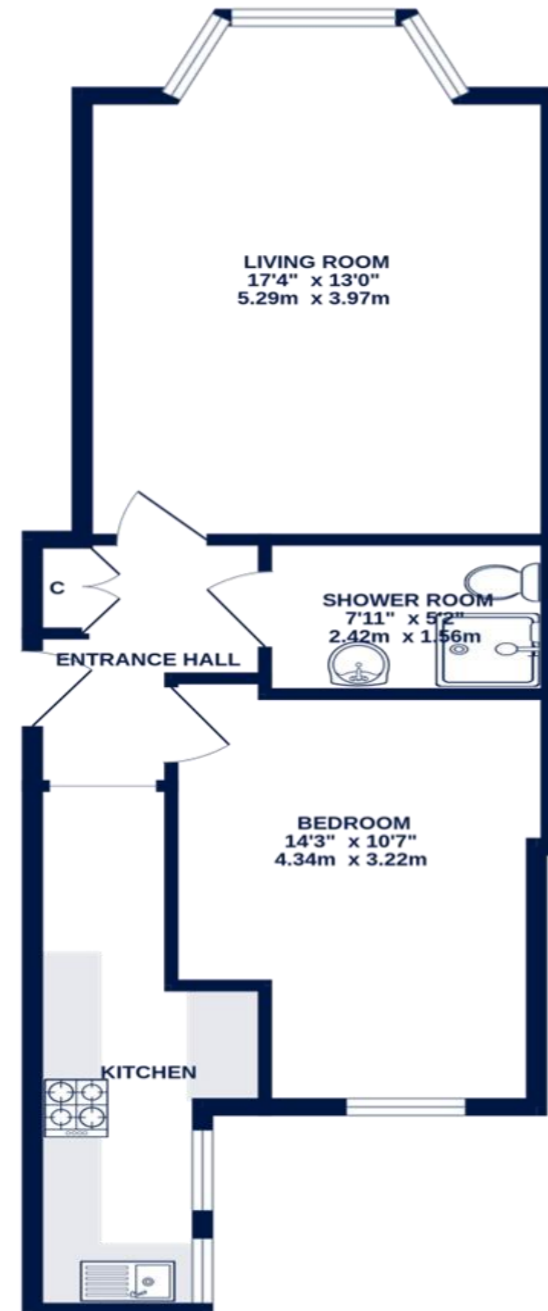 LIVING ROOM
17'4" x 13'0"
5.29m x 3.97m
C
SHOWER ROOM
7'11" x 5'2"
2.42m x 1.56m
ENTRANCE HALL
BEDROOM
14'3" x 10'7"
4.34m x 3.22m
KITCHEN